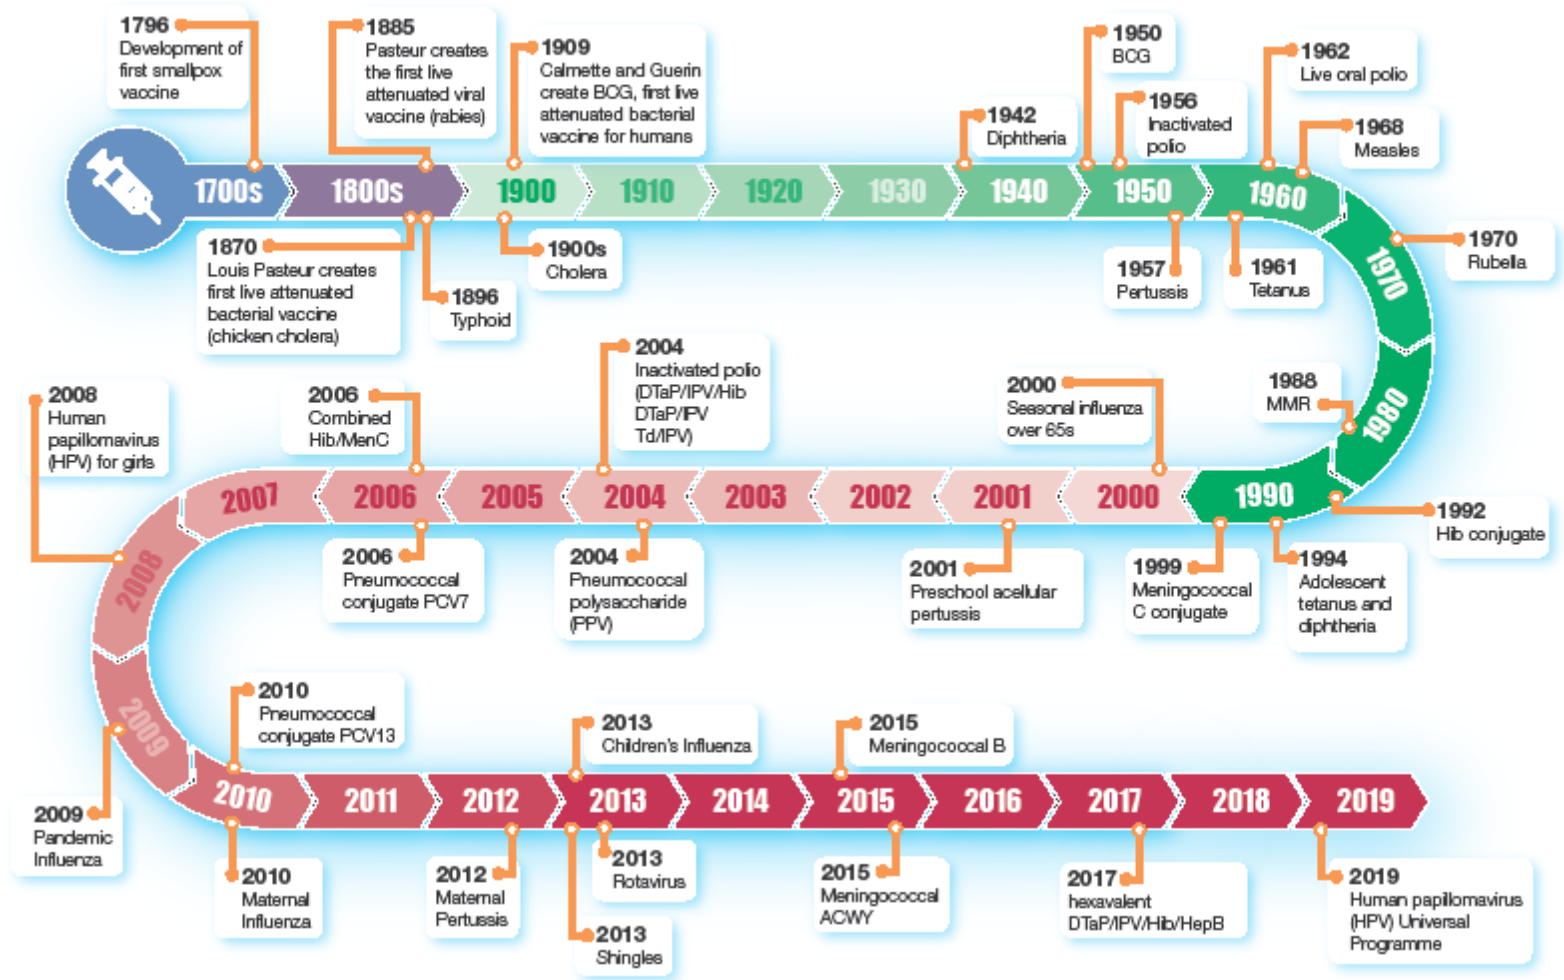 1796
Development of
first smallpox
vaccine
1885
Pasteur creates
the first live
attenuated viral
vaccine (rabies)
1909
Calmette and Guerin
create BCG, first live
attenuated bacterial
vaccine for humans
1942
Diphtheria
1950
BCG
1956
Inactivated
polio
1962
Live oral polio
1968
Measles
1700s
1800s
1900
1910
1920
1930
1940
1950
1960
1970
1980
1870
Louis Pasteur creates
first live attenuated
bacterial vaccine
(chicken cholera)
1896
Typhoid
1900s
Cholera
1957
Pertussis
1961
Tetanus
1970
Rubella
2008
Human
papillomavirus
(HPV) for girls
2006
Combined
Hib/MenC
2004
Inactivated polio
(DTaP/IPV/Hib
DTaP/IPV
Td/IPV)
2000
Seasonal influenza
over 65s
1988
MMR
2007
2006
2005
2004
2003
2002
2001
2000
1990
2008
2009
2006
Pneumococcal
conjugate PCV7
2004
Pneumococcal
polysaccharide
(PPV)
2001
Preschool acellular
pertussis
1999
Meningococcal
C conjugate
1994
Adolescent
tetanus and
diphtheria
1992
Hib conjugate
2010
Pneumococcal
conjugate PCV13
2013
Children's Influenza
2015
Meningococcal B
2010
2011
2012
2013
2014
2015
2016
2017
2018
2019
2009
Pandemic
Influenza
2010
Maternal
Influenza
2012
Maternal
Pertussis
2013
Rotavirus
2013
Shingles
2015
Meningococcal
ACWY
2017
hexavalent
DTaP/IPV/Hib/HepB
2019
Human papillomavirus
(HPV) Universal
Programme